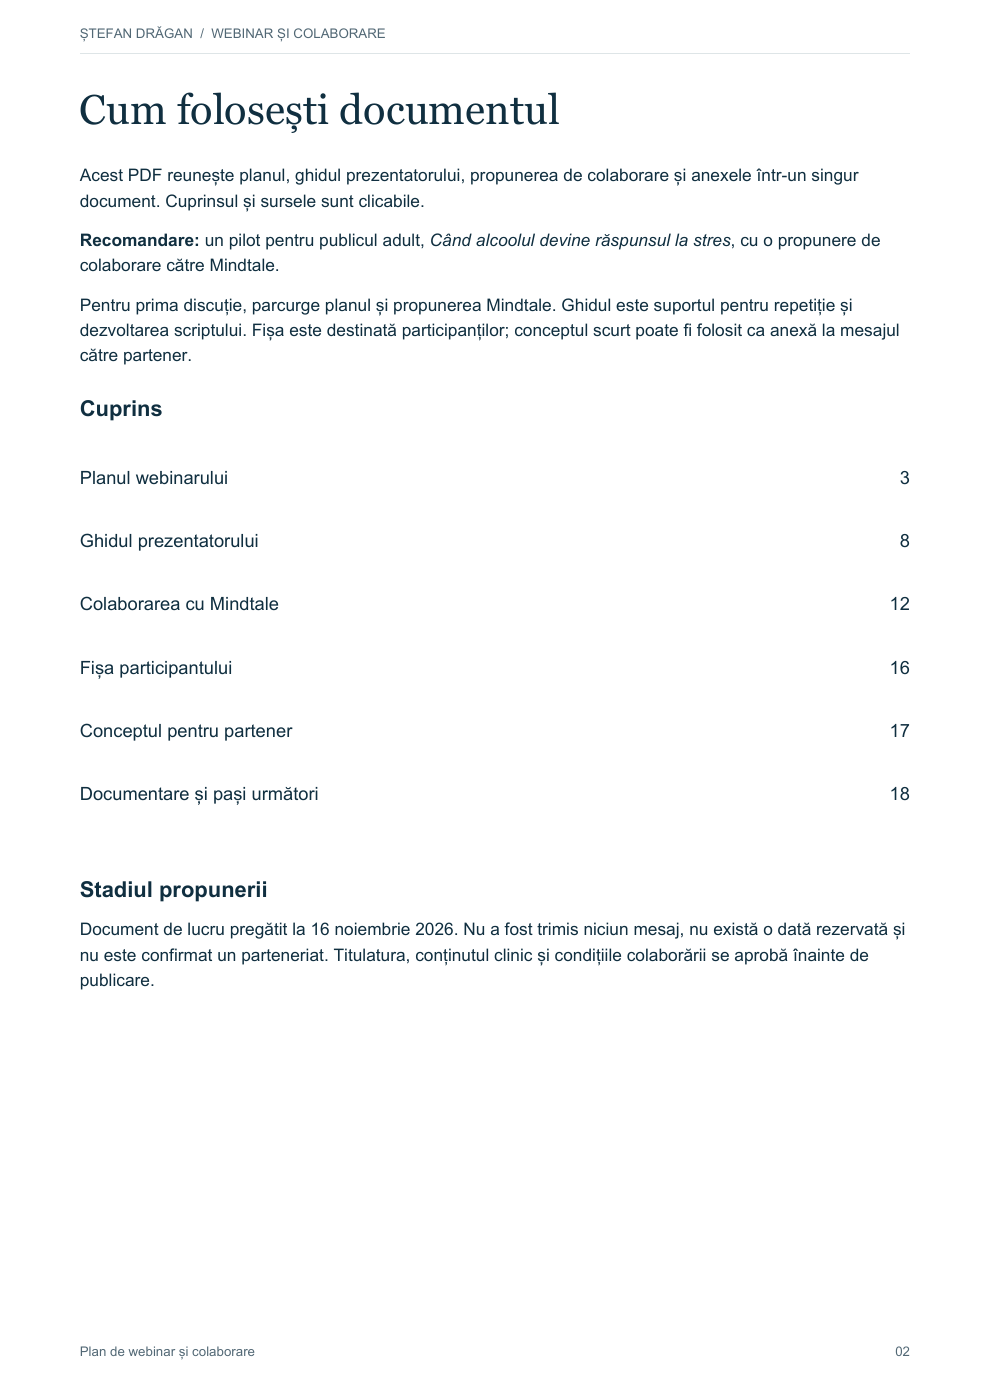 ȘTEFAN DRĂGAN / WEBINAR ȘI COLABORARE
Cum folosești documentul
Acest PDF reunește planul, ghidul prezentatorului, propunerea de colaborare și anexele într-un singur
document. Cuprinsul și sursele sunt clicabile.
Recomandare: un pilot pentru publicul adult, Când alcoolul devine răspunsul la stres, cu o propunere de
colaborare către Mindtale.
Pentru prima discuție, parcurge planul și propunerea Mindtale. Ghidul este suportul pentru repetiție și
dezvoltarea scriptului. Fișa este destinată participanților; conceptul scurt poate fi folosit ca anexă la mesajul
către partener.
Cuprins
Planul webinarului 3
Ghidul prezentatorului 8
Colaborarea cu Mindtale 12
Fișa participantului 16
Conceptul pentru partener 17
Documentare și pași următori 18
Stadiul propunerii
Document de lucru pregătit la 16 noiembrie 2026. Nu a fost trimis niciun mesaj, nu există o dată rezervată și
nu este confirmat un parteneriat. Titulatura, conținutul clinic și condițiile colaborării se aprobă înainte de
publicare.
Plan de webinar și colaborare 02